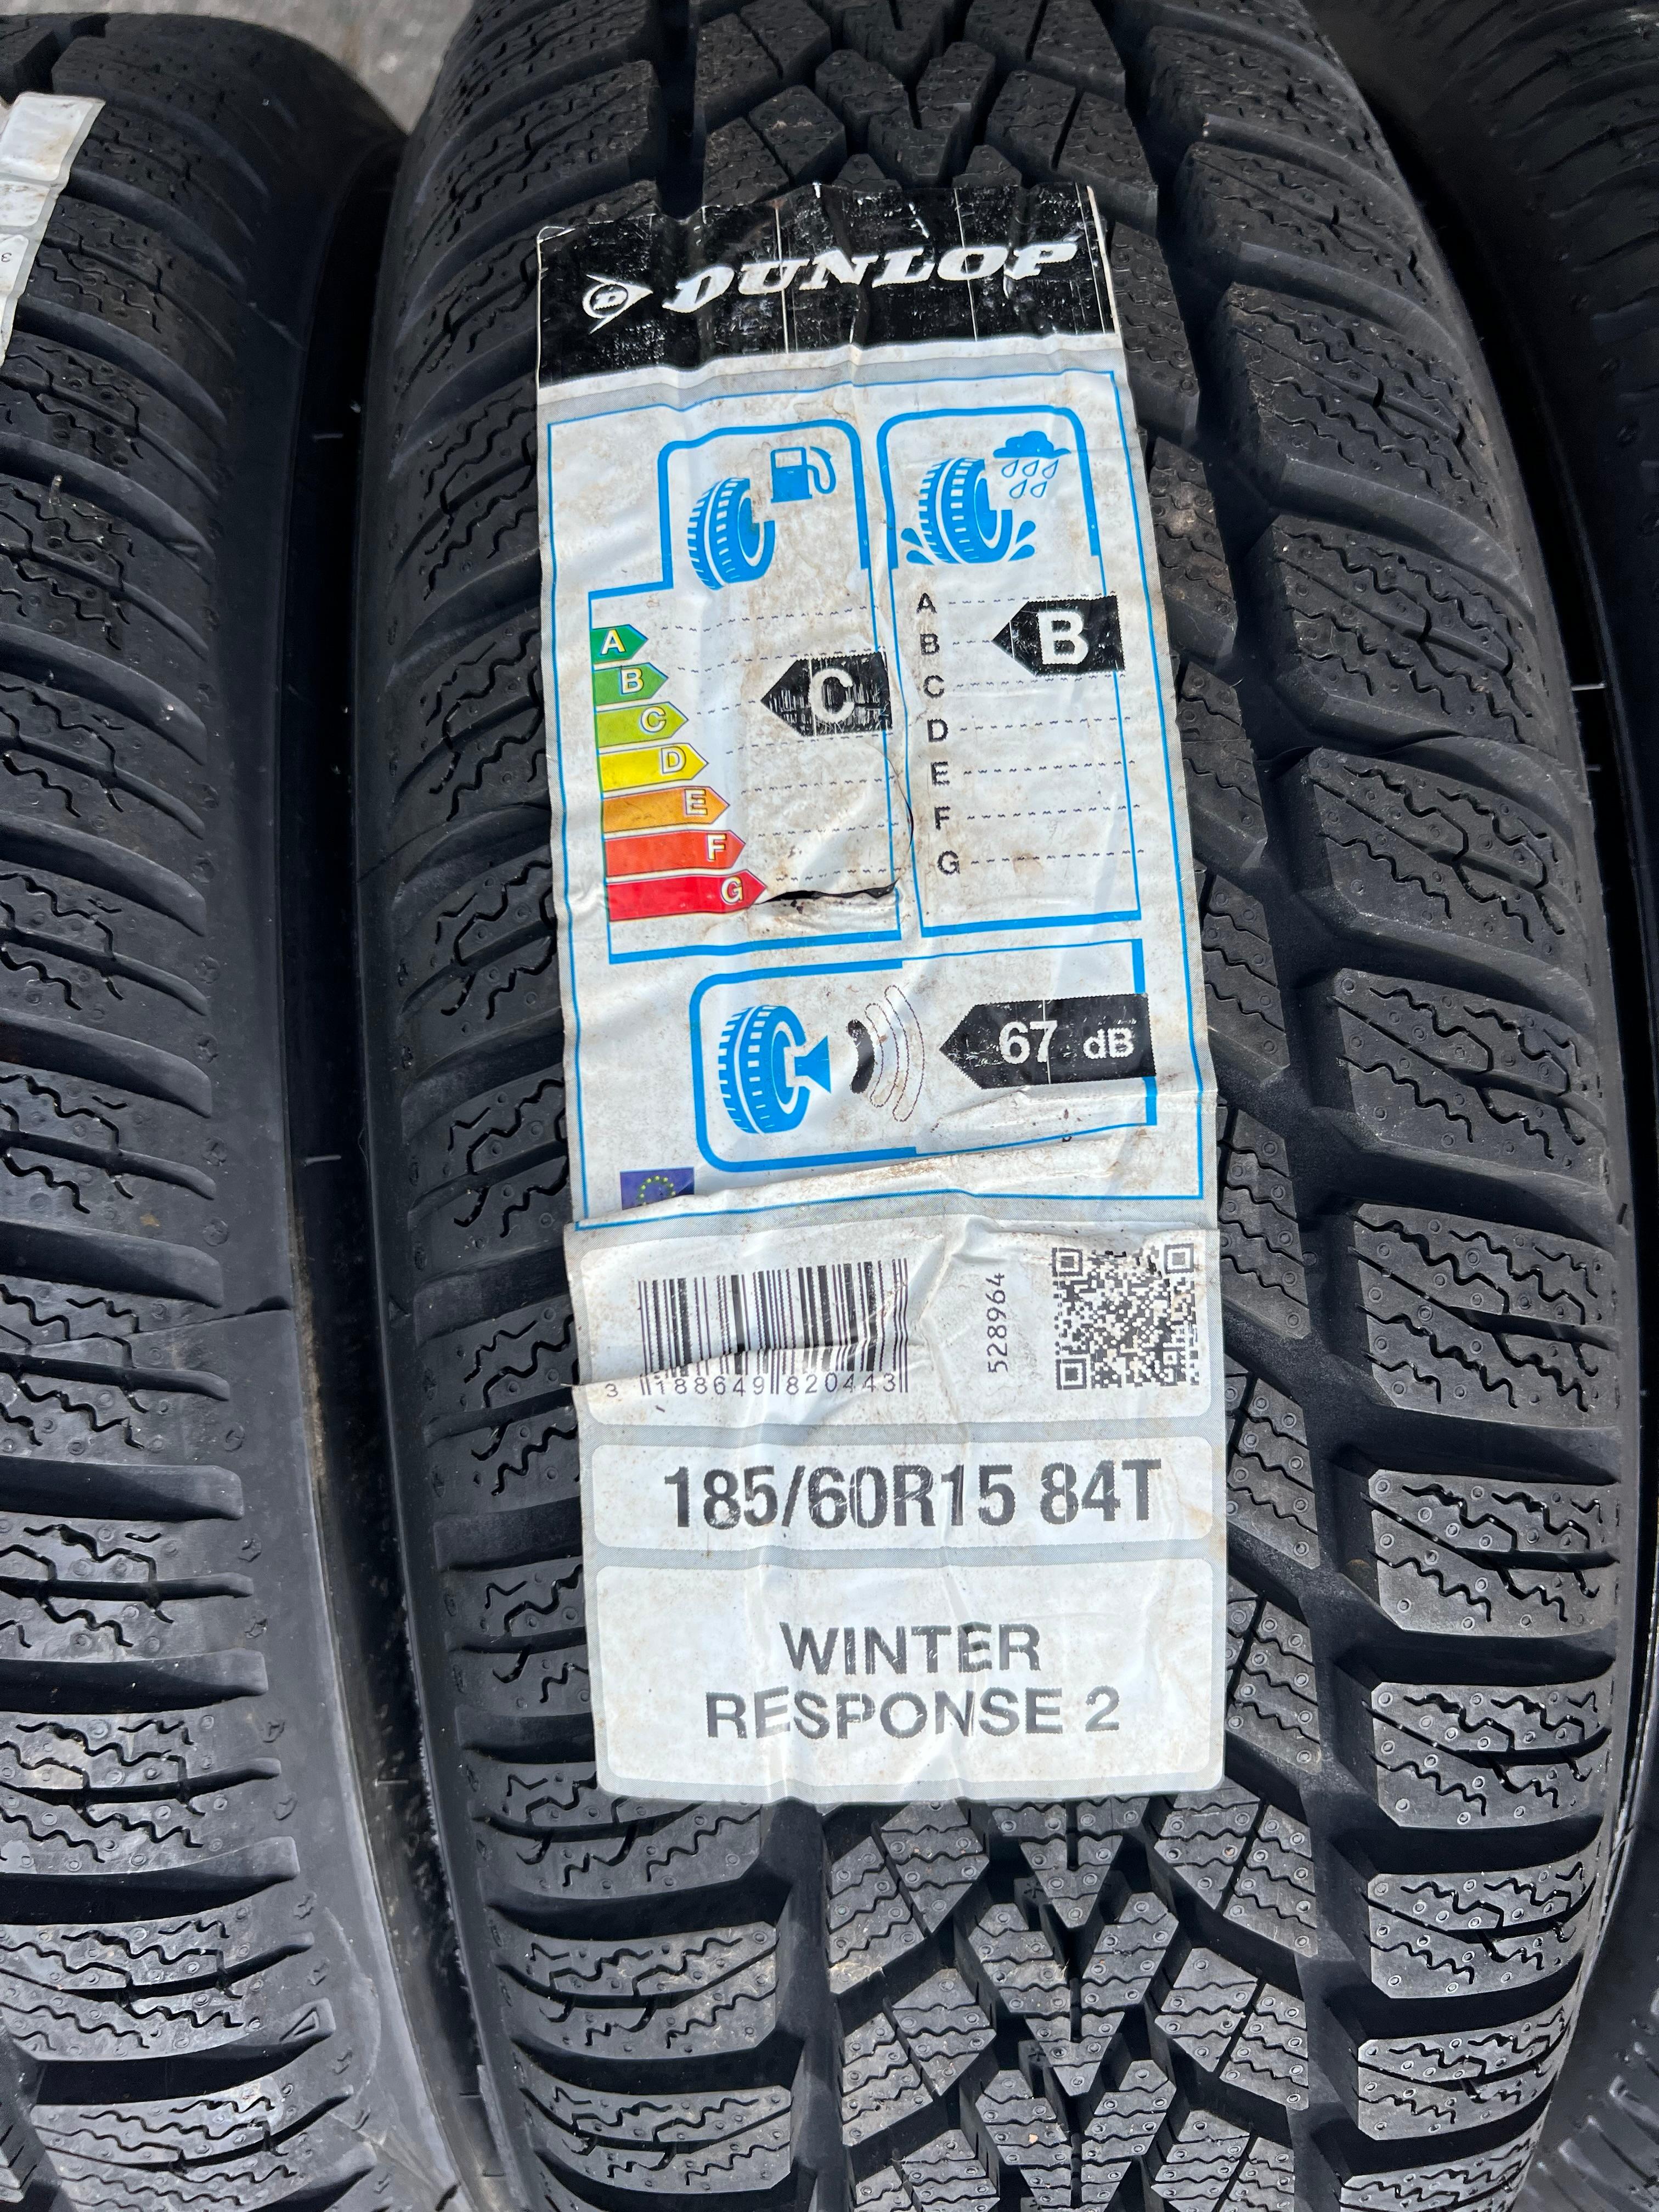 D DUNLOP
A
B
C
D
E
F
G
C
A
B
C
D
E
F
G
B
67 dB
3 188649 820443
528964
185/60R15 84T
WINTER
RESPONSE 2